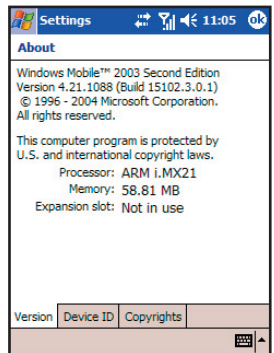 Settings 11:05 ok
About
Windows Mobile™ 2003 Second Edition
Version 4.21.1088 (Build 15102.3.0.1)
© 1996 - 2004 Microsoft Corporation.
All rights reserved.
This computer program is protected by
U.S. and international copyright laws.
Processor: ARM i.MX21
Memory: 58.81 MB
Expansion slot: Not in use
Version Device ID Copyrights